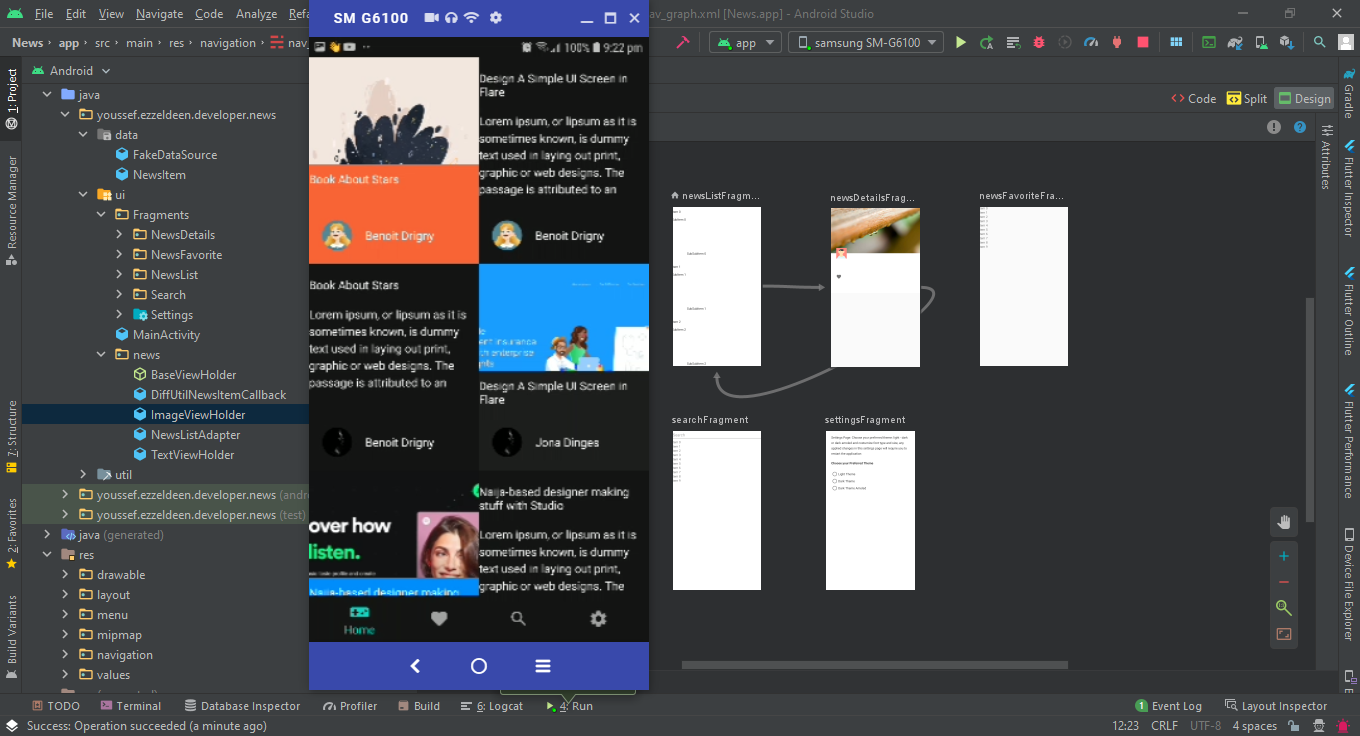 File Edit View Navigate Code Analyze Refa
SM G6100
av_graph.xml [News.app] - Android Studio
News
app
src
main
res
navigation
nav_
app
samsung SM-G6100
1: Project
Resource Manager
Z: Structure
2: Favorites
Build Variants
Android
java
youssef.ezzeldeen.developer.news
data
FakeDataSource
NewsItem
ui
Fragments
NewsDetails
NewsFavorite
NewsList
Search
Settings
MainActivity
news
BaseViewHolder
DiffUtilNewsItemCallback
ImageViewHolder
NewsListAdapter
TextViewHolder
util
youssef.ezzeldeen.developer.news (andr
youssef.ezzeldeen.developer.news (test)
java (generated)
res
drawable
layout
menu
mipmap
navigation
values
100% 9:22 pm
Book About Stars
Benoit Drigny
Design A Simple UI Screen in
Flare
Lorem ipsum, or lipsum as it is
sometimes known, is dummy
text used in laying out print,
graphic or web designs. The
passage is attributed to an
Benoit Drigny
Book About Stars
Lorem ipsum, or lipsum as it is
sometimes known, is dummy
text used in laying out print,
graphic or web designs. The
passage is attributed to an
Benoit Drigny
Design A Simple UI Screen in
Flare
Jona Dinges
over how
listen.
Naija-based designer making
Naija-based designer making
stuff with Studio
Lorem ipsum, or lipsum as it is
sometimes known, is dummy
text used in laying out print,
graphic or web designs. The
Home
Code
Split
Design
newsListFragm...
newsDetailsFrag...
newsFavoriteFra...
searchFragment
settingsFragment
Choose your Preferred Theme
Light Theme
Dark Theme
Attributes
Gradle
Flutter Inspector
Flutter Outline
Flutter Performance
Device File Explorer
TODO
Terminal
Database Inspector
Profiler
Build
6: Logcat
4: Run
1 Event Log
Layout Inspector
Success: Operation succeeded (a minute ago)
12:23 CRLF UTF-8 4 spaces